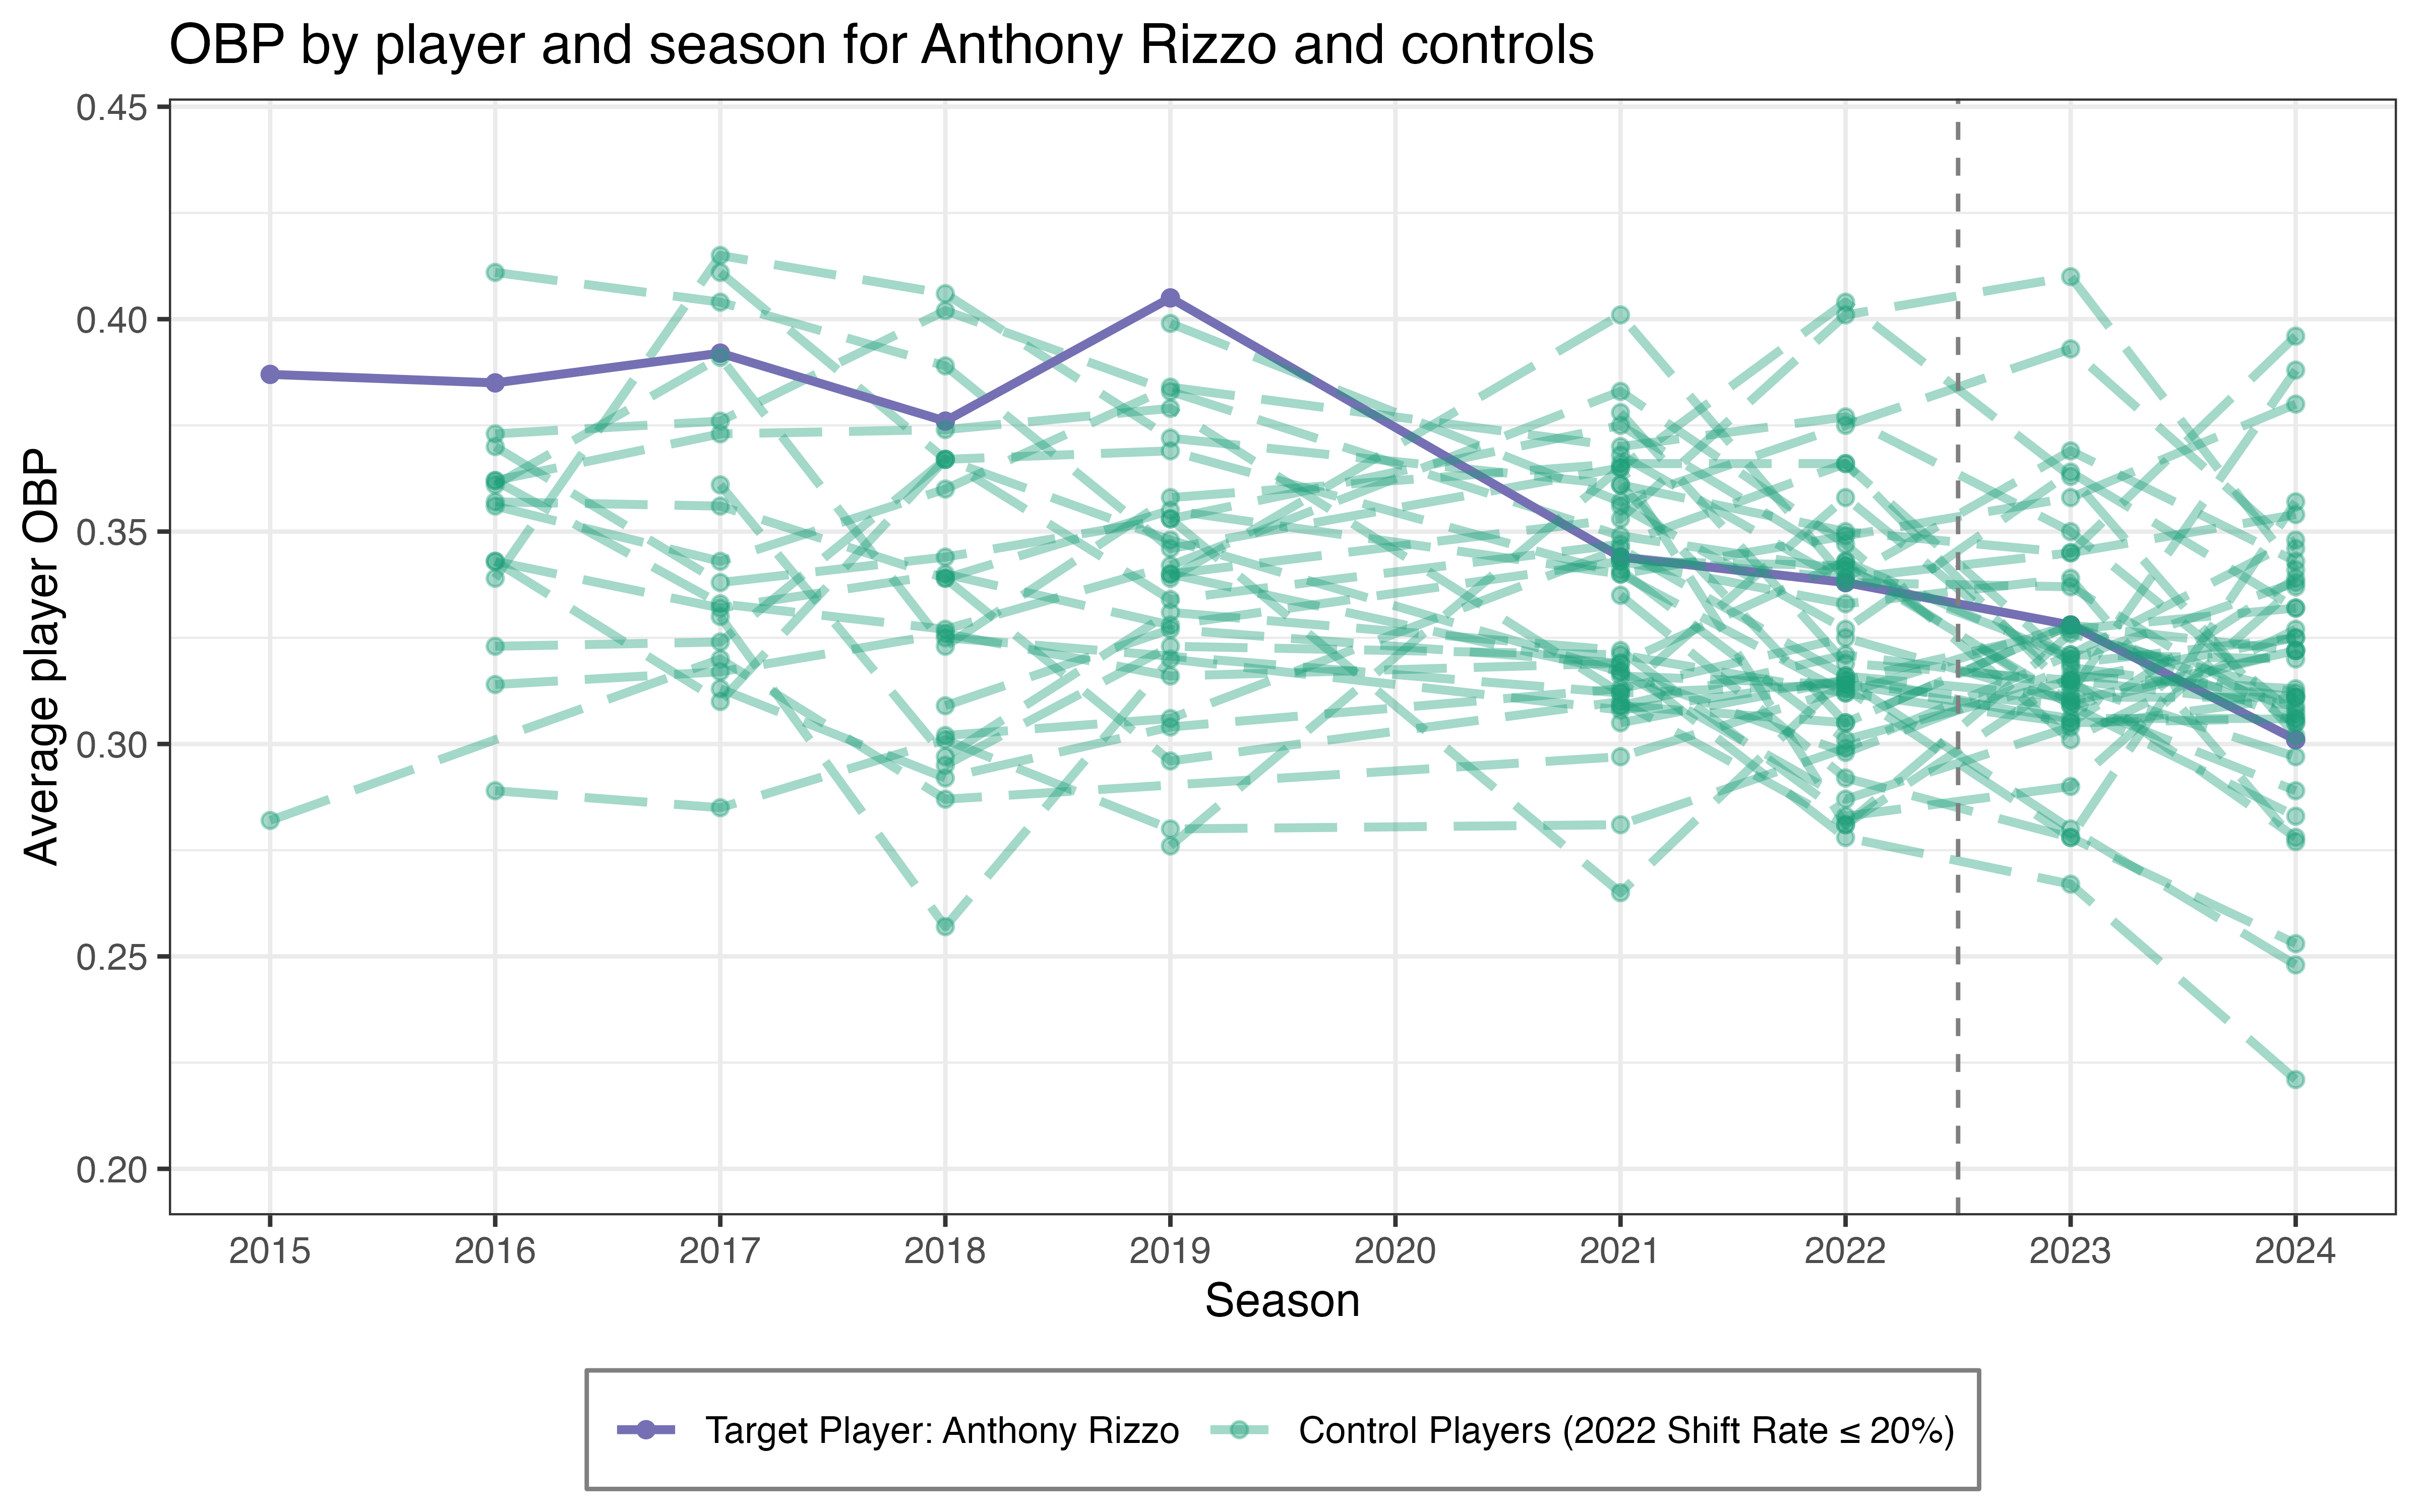 OBP by player and season for Anthony Rizzo and controls
0.45
0.40
0.35
0.30
0.25
0.20
Average player OBP
2015 2016 2017 2018 2019 2020 2021 2022 2023 2024
Season
Target Player: Anthony Rizzo Control Players (2022 Shift Rate ≤ 20%)